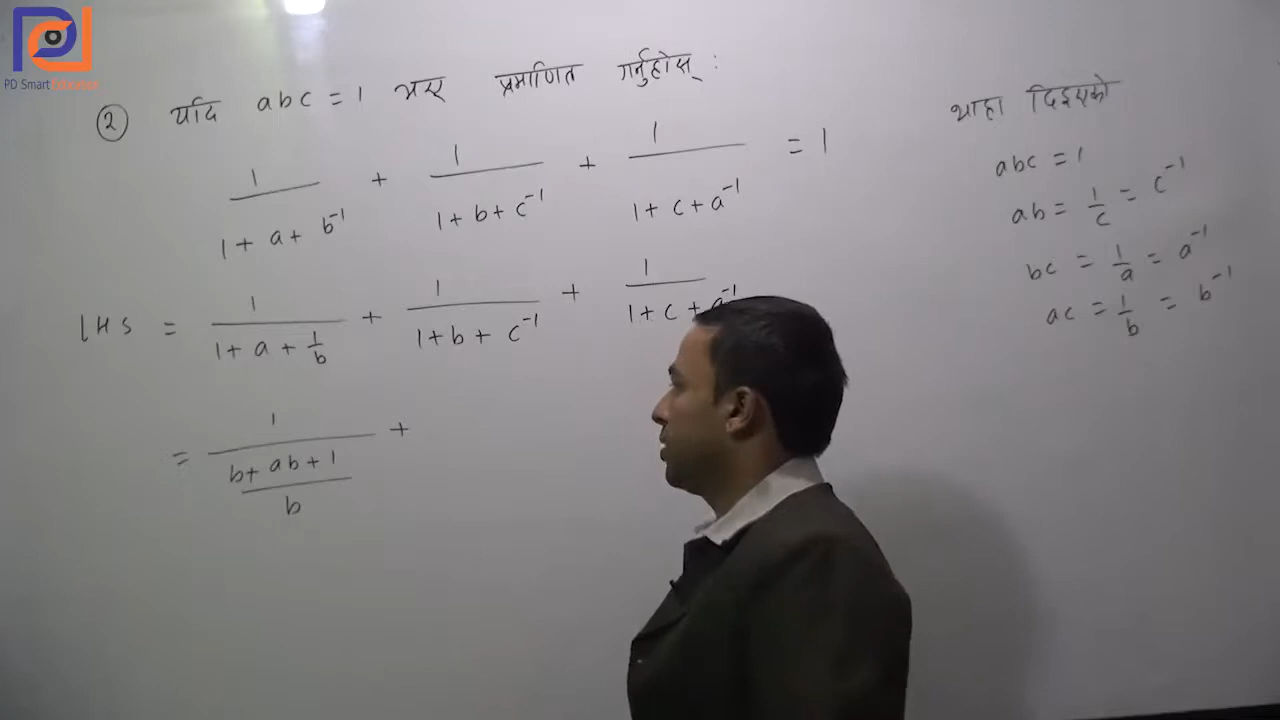 PD Smart
(२) यदि abc = 1 भए प्रमाणित गर्नुहोस् :
1/(1 + a + b⁻¹) + 1/(1 + b + c⁻¹) + 1/(1 + c + a⁻¹) = 1
LHS = 1/(1 + a + 1/b) + 1/(1 + b + c⁻¹) + 1/(1 + c + a⁻¹)
= 1/((b + ab + 1)/b) +
थाहा दिइएको
abc = 1
ab = 1/c = c⁻¹
bc = 1/a = a⁻¹
ac = 1/b = b⁻¹